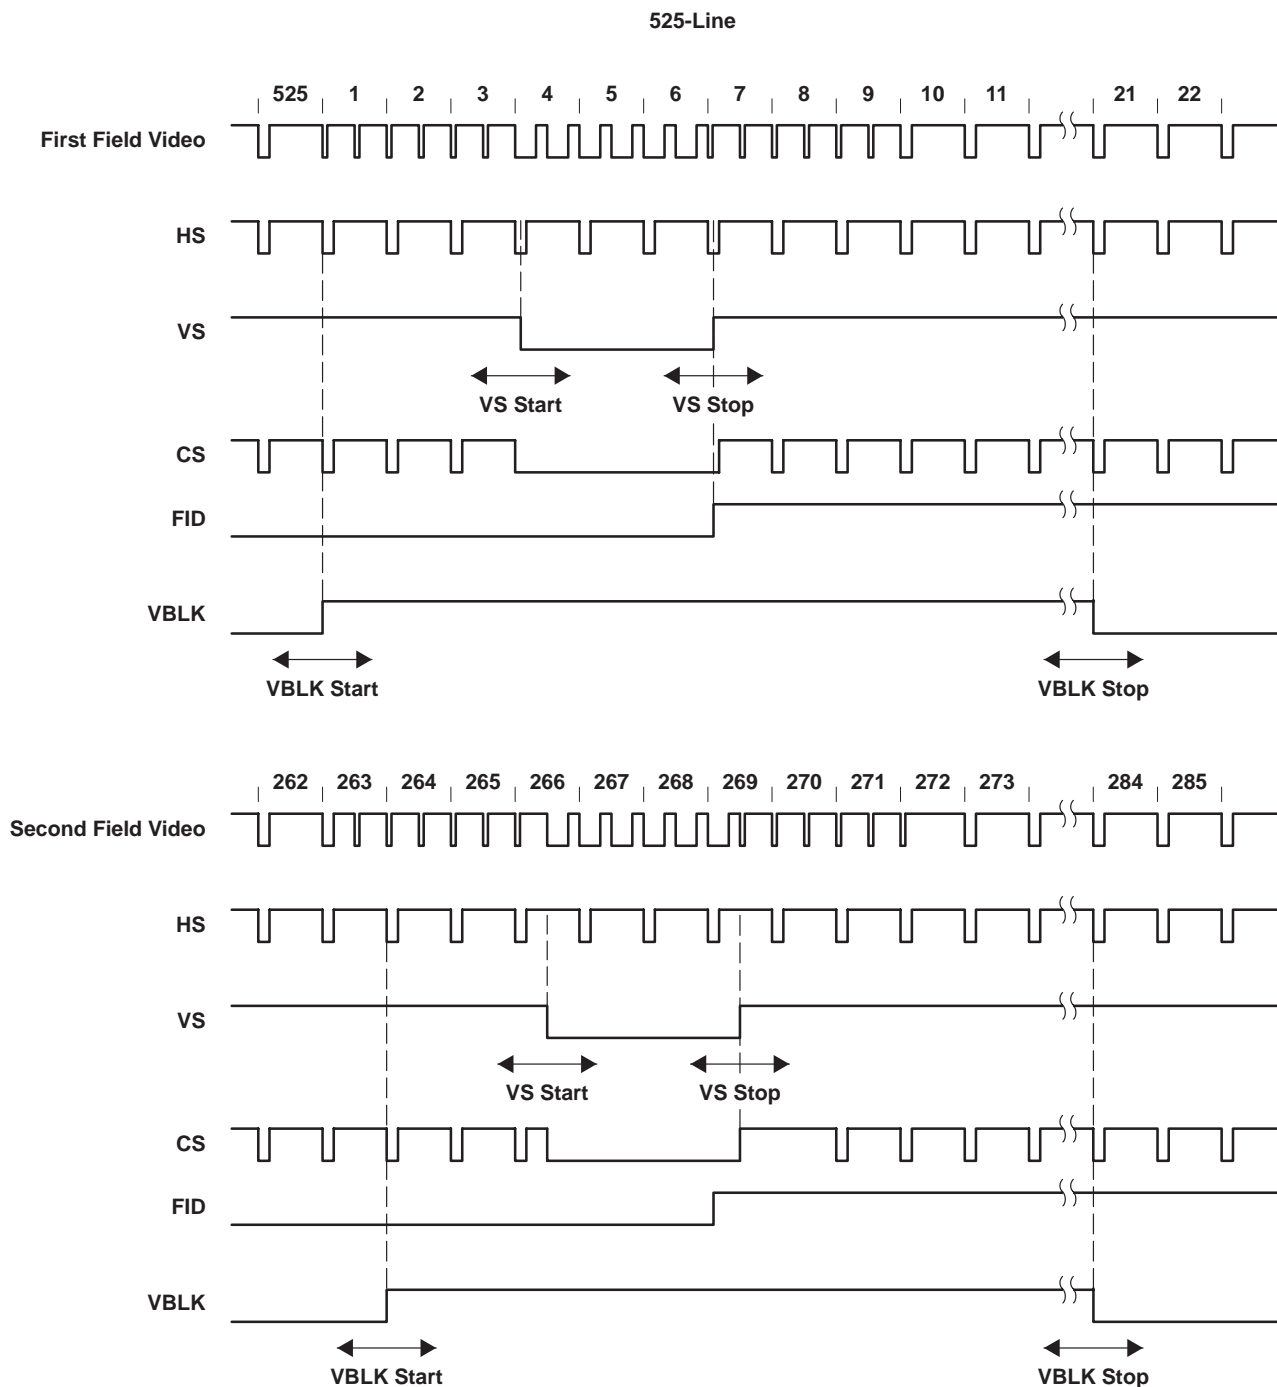 525-Line
525 1 2 3 4 5 6 7 8 9 10 11 21 22
First Field Video
HS
VS
VS Start VS Stop
CS
FID
VBLK
VBLK Start VBLK Stop
262 263 264 265 266 267 268 269 270 271 272 273 284 285
Second Field Video
HS
VS
VS Start VS Stop
CS
FID
VBLK
VBLK Start VBLK Stop